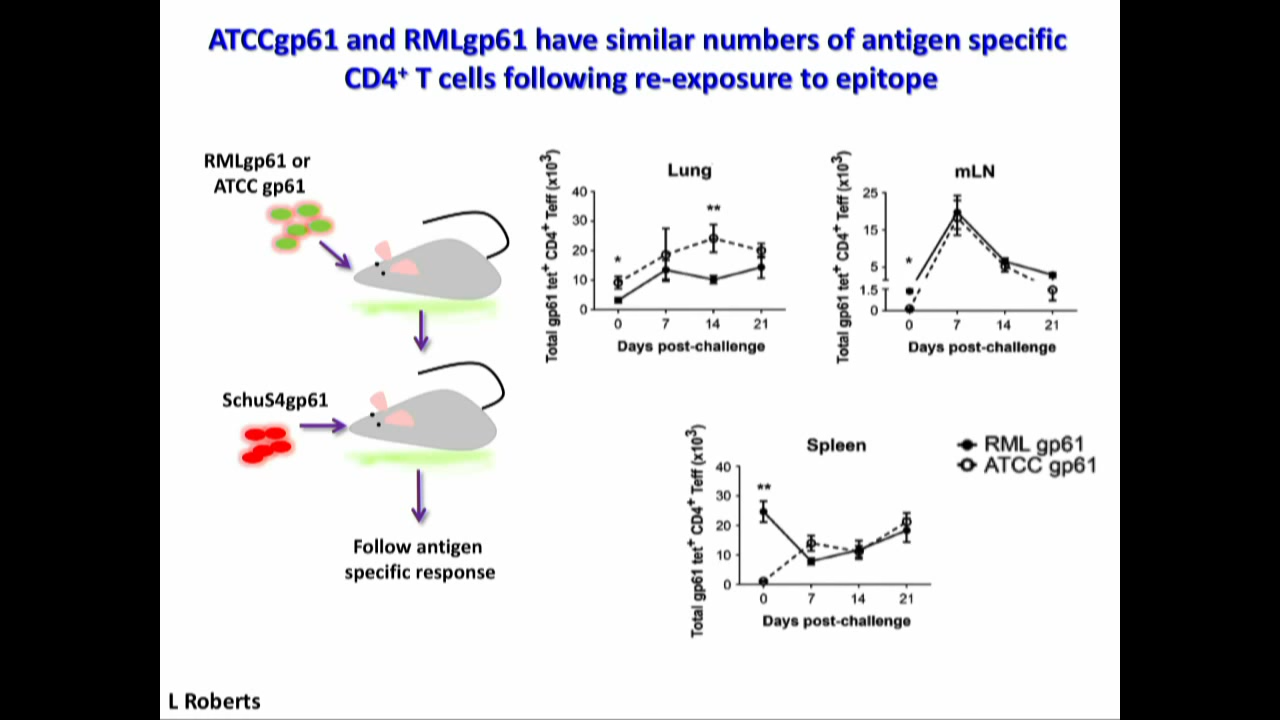 ATCCgp61 and RMLgp61 have similar numbers of antigen specific
CD4⁺ T cells following re-exposure to epitope
RMLgp61 or
ATCC gp61
SchuS4gp61
Follow antigen
specific response
Lung
Total gp61 tet⁺ CD4⁺ Teff (x10³)
40
30
20
10
0
*
**
0 7 14 21
Days post-challenge
mLN
Total gp61 tet⁺ CD4⁺ Teff (x10³)
25
15
5
1.5
0
*
0 7 14 21
Days post-challenge
Spleen
Total gp61 tet⁺ CD4⁺ Teff (x10³)
40
30
20
10
0
**
0 7 14 21
Days post-challenge
RML gp61
ATCC gp61
L Roberts